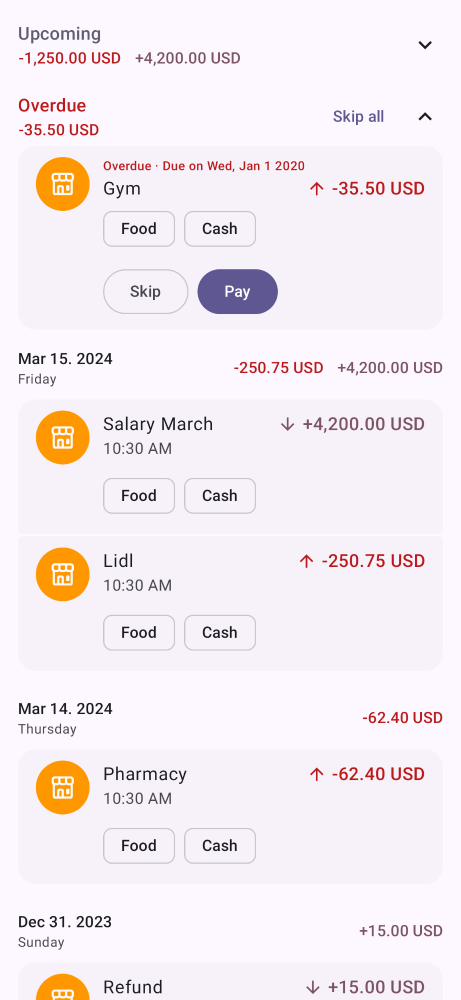 Upcoming
-1,250.00 USD +4,200.00 USD
Overdue
-35.50 USD
Skip all
Overdue · Due on Wed, Jan 1 2020
Gym
-35.50 USD
Food Cash
Skip Pay
Mar 15. 2024
Friday
-250.75 USD +4,200.00 USD
Salary March
+4,200.00 USD
10:30 AM
Food Cash
Lidl
-250.75 USD
10:30 AM
Food Cash
Mar 14. 2024
Thursday
-62.40 USD
Pharmacy
-62.40 USD
10:30 AM
Food Cash
Dec 31. 2023
Sunday
+15.00 USD
Refund
+15.00 USD